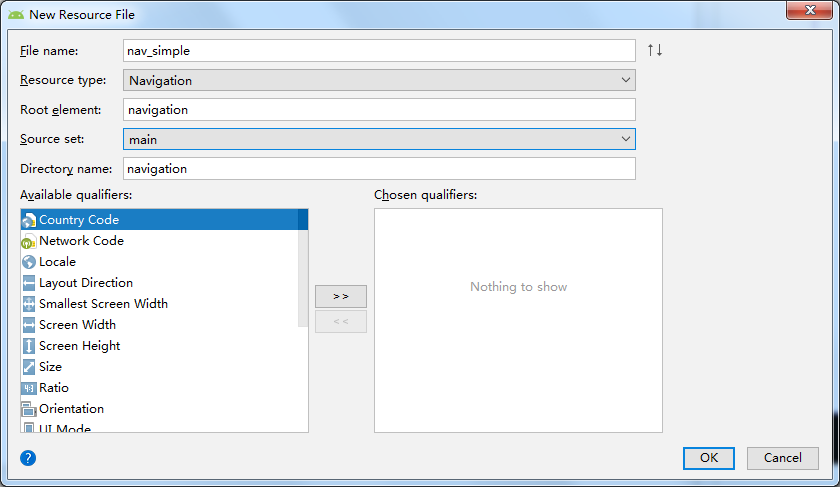 New Resource File
File name: nav_simple
Resource type: Navigation
Root element: navigation
Source set: main
Directory name: navigation
Available qualifiers: Chosen qualifiers:
Country Code
Network Code
Locale
Layout Direction
Smallest Screen Width
Screen Width
Screen Height
Size
Ratio
Orientation
UI Mode
>>
<<
Nothing to show
OK Cancel